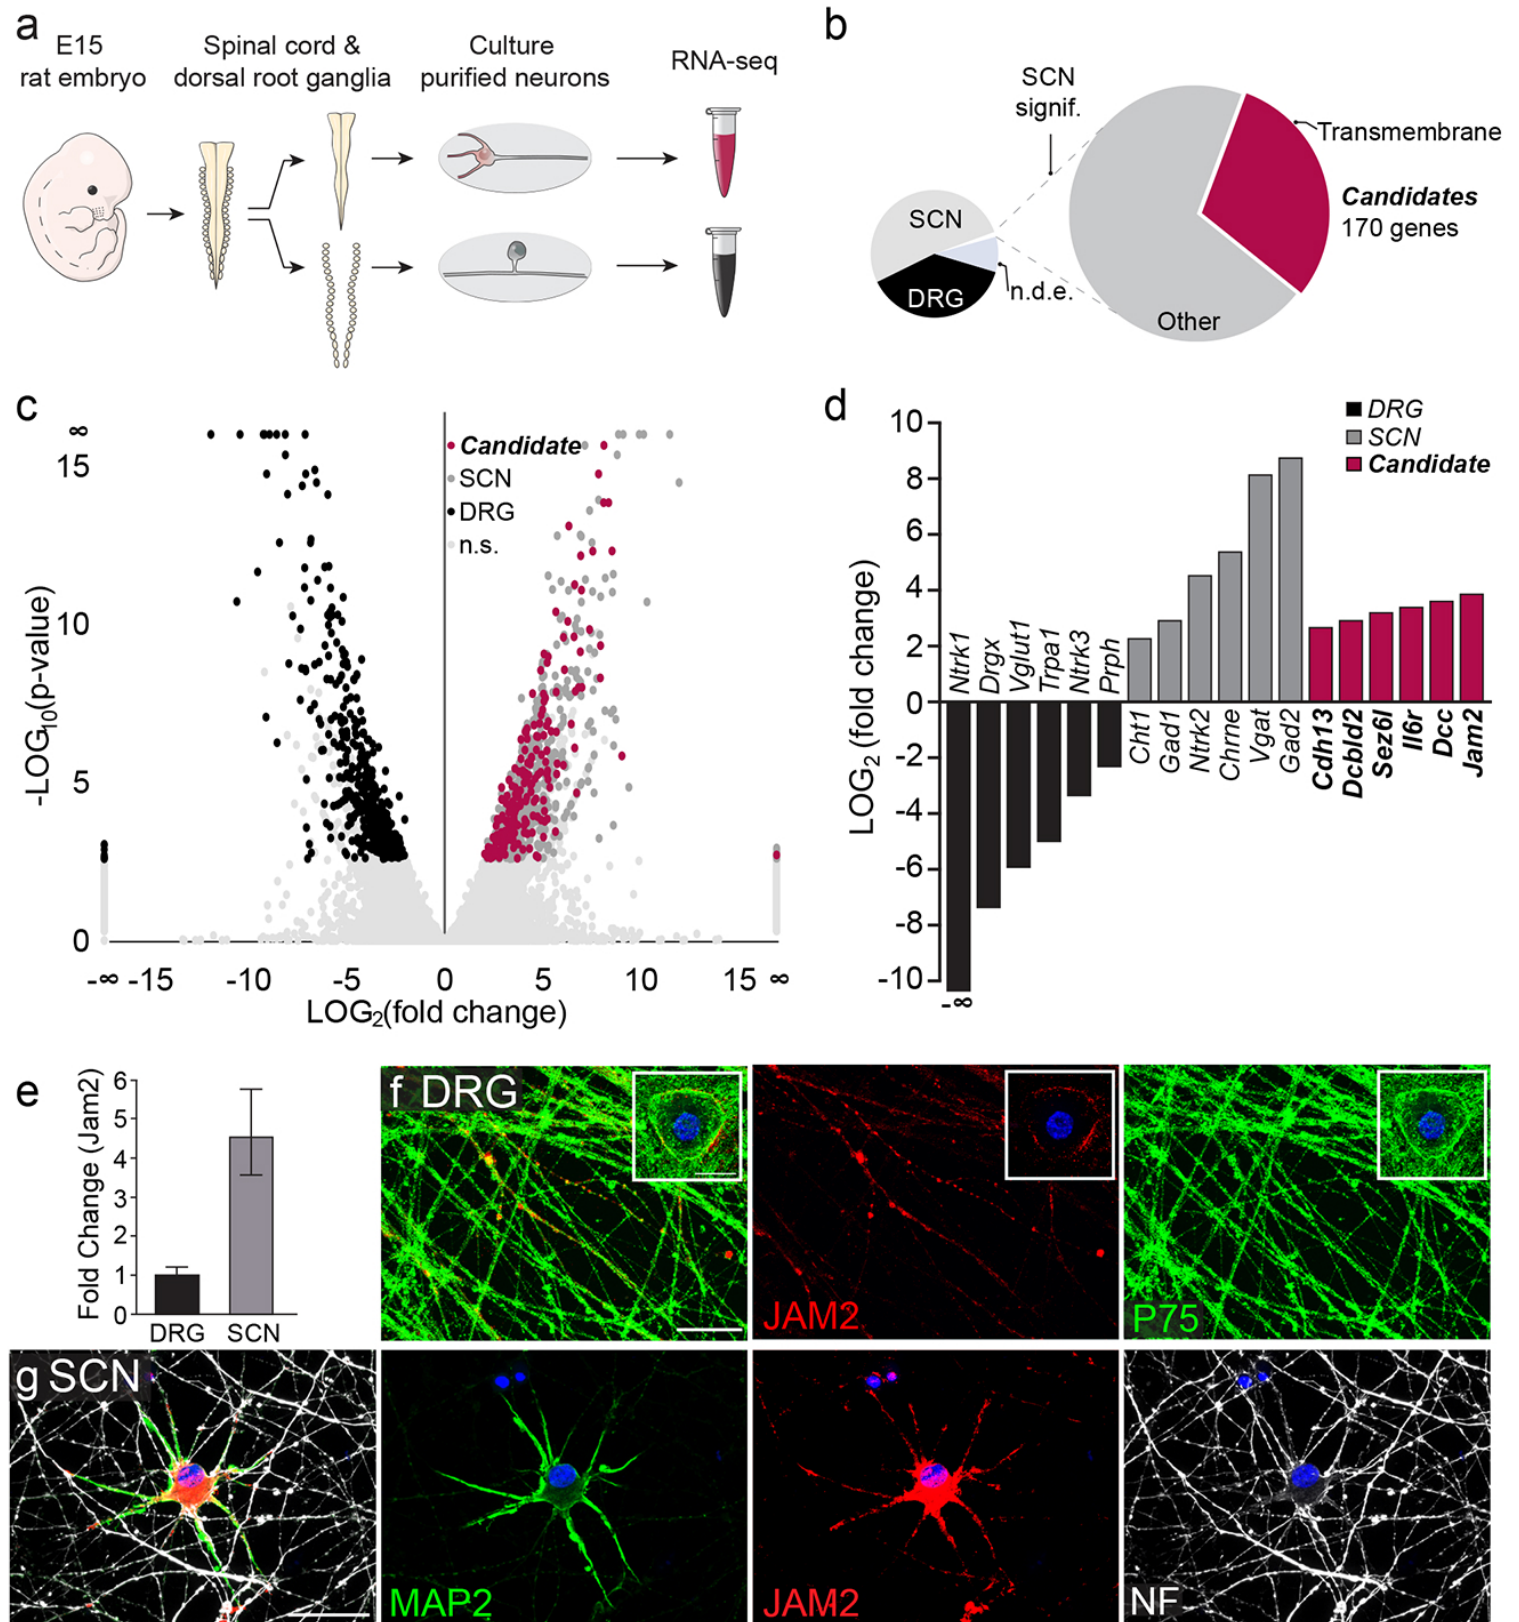 a
E15
rat embryo
Spinal cord &
dorsal root ganglia
Culture
purified neurons
RNA-seq
b
SCN
signif.
Transmembrane
Candidates
170 genes
SCN
DRG
n.d.e.
Other
c
∞
15
10
5
0
-LOG10(p-value)
Candidate
SCN
DRG
n.s.
-∞ -15 -10 -5 0 5 10 15 ∞
LOG2(fold change)
d
DRG
SCN
Candidate
10
8
6
4
2
0
-2
-4
-6
-8
-10
-∞
LOG2 (fold change)
Ntrk1
Drgx
Vglut1
Trpa1
Ntrk3
Prph
Cht1
Gad1
Ntrk2
Chrne
Vgat
Gad2
Cdh13
Dcbld2
Sez6l
Il6r
Dcc
Jam2
e
Fold Change (Jam2)
6
5
4
3
2
1
0
DRG SCN
f DRG
JAM2
P75
g SCN
MAP2
JAM2
NF